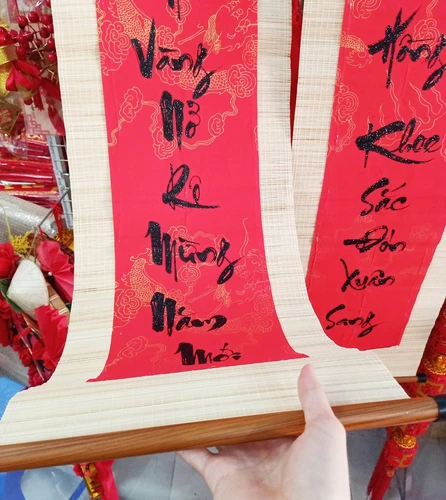 Vàng
Nở
Rộ
Mừng
Năm
Mới
Hồng
Khoe
Sắc
Đón
Xuân
Sang